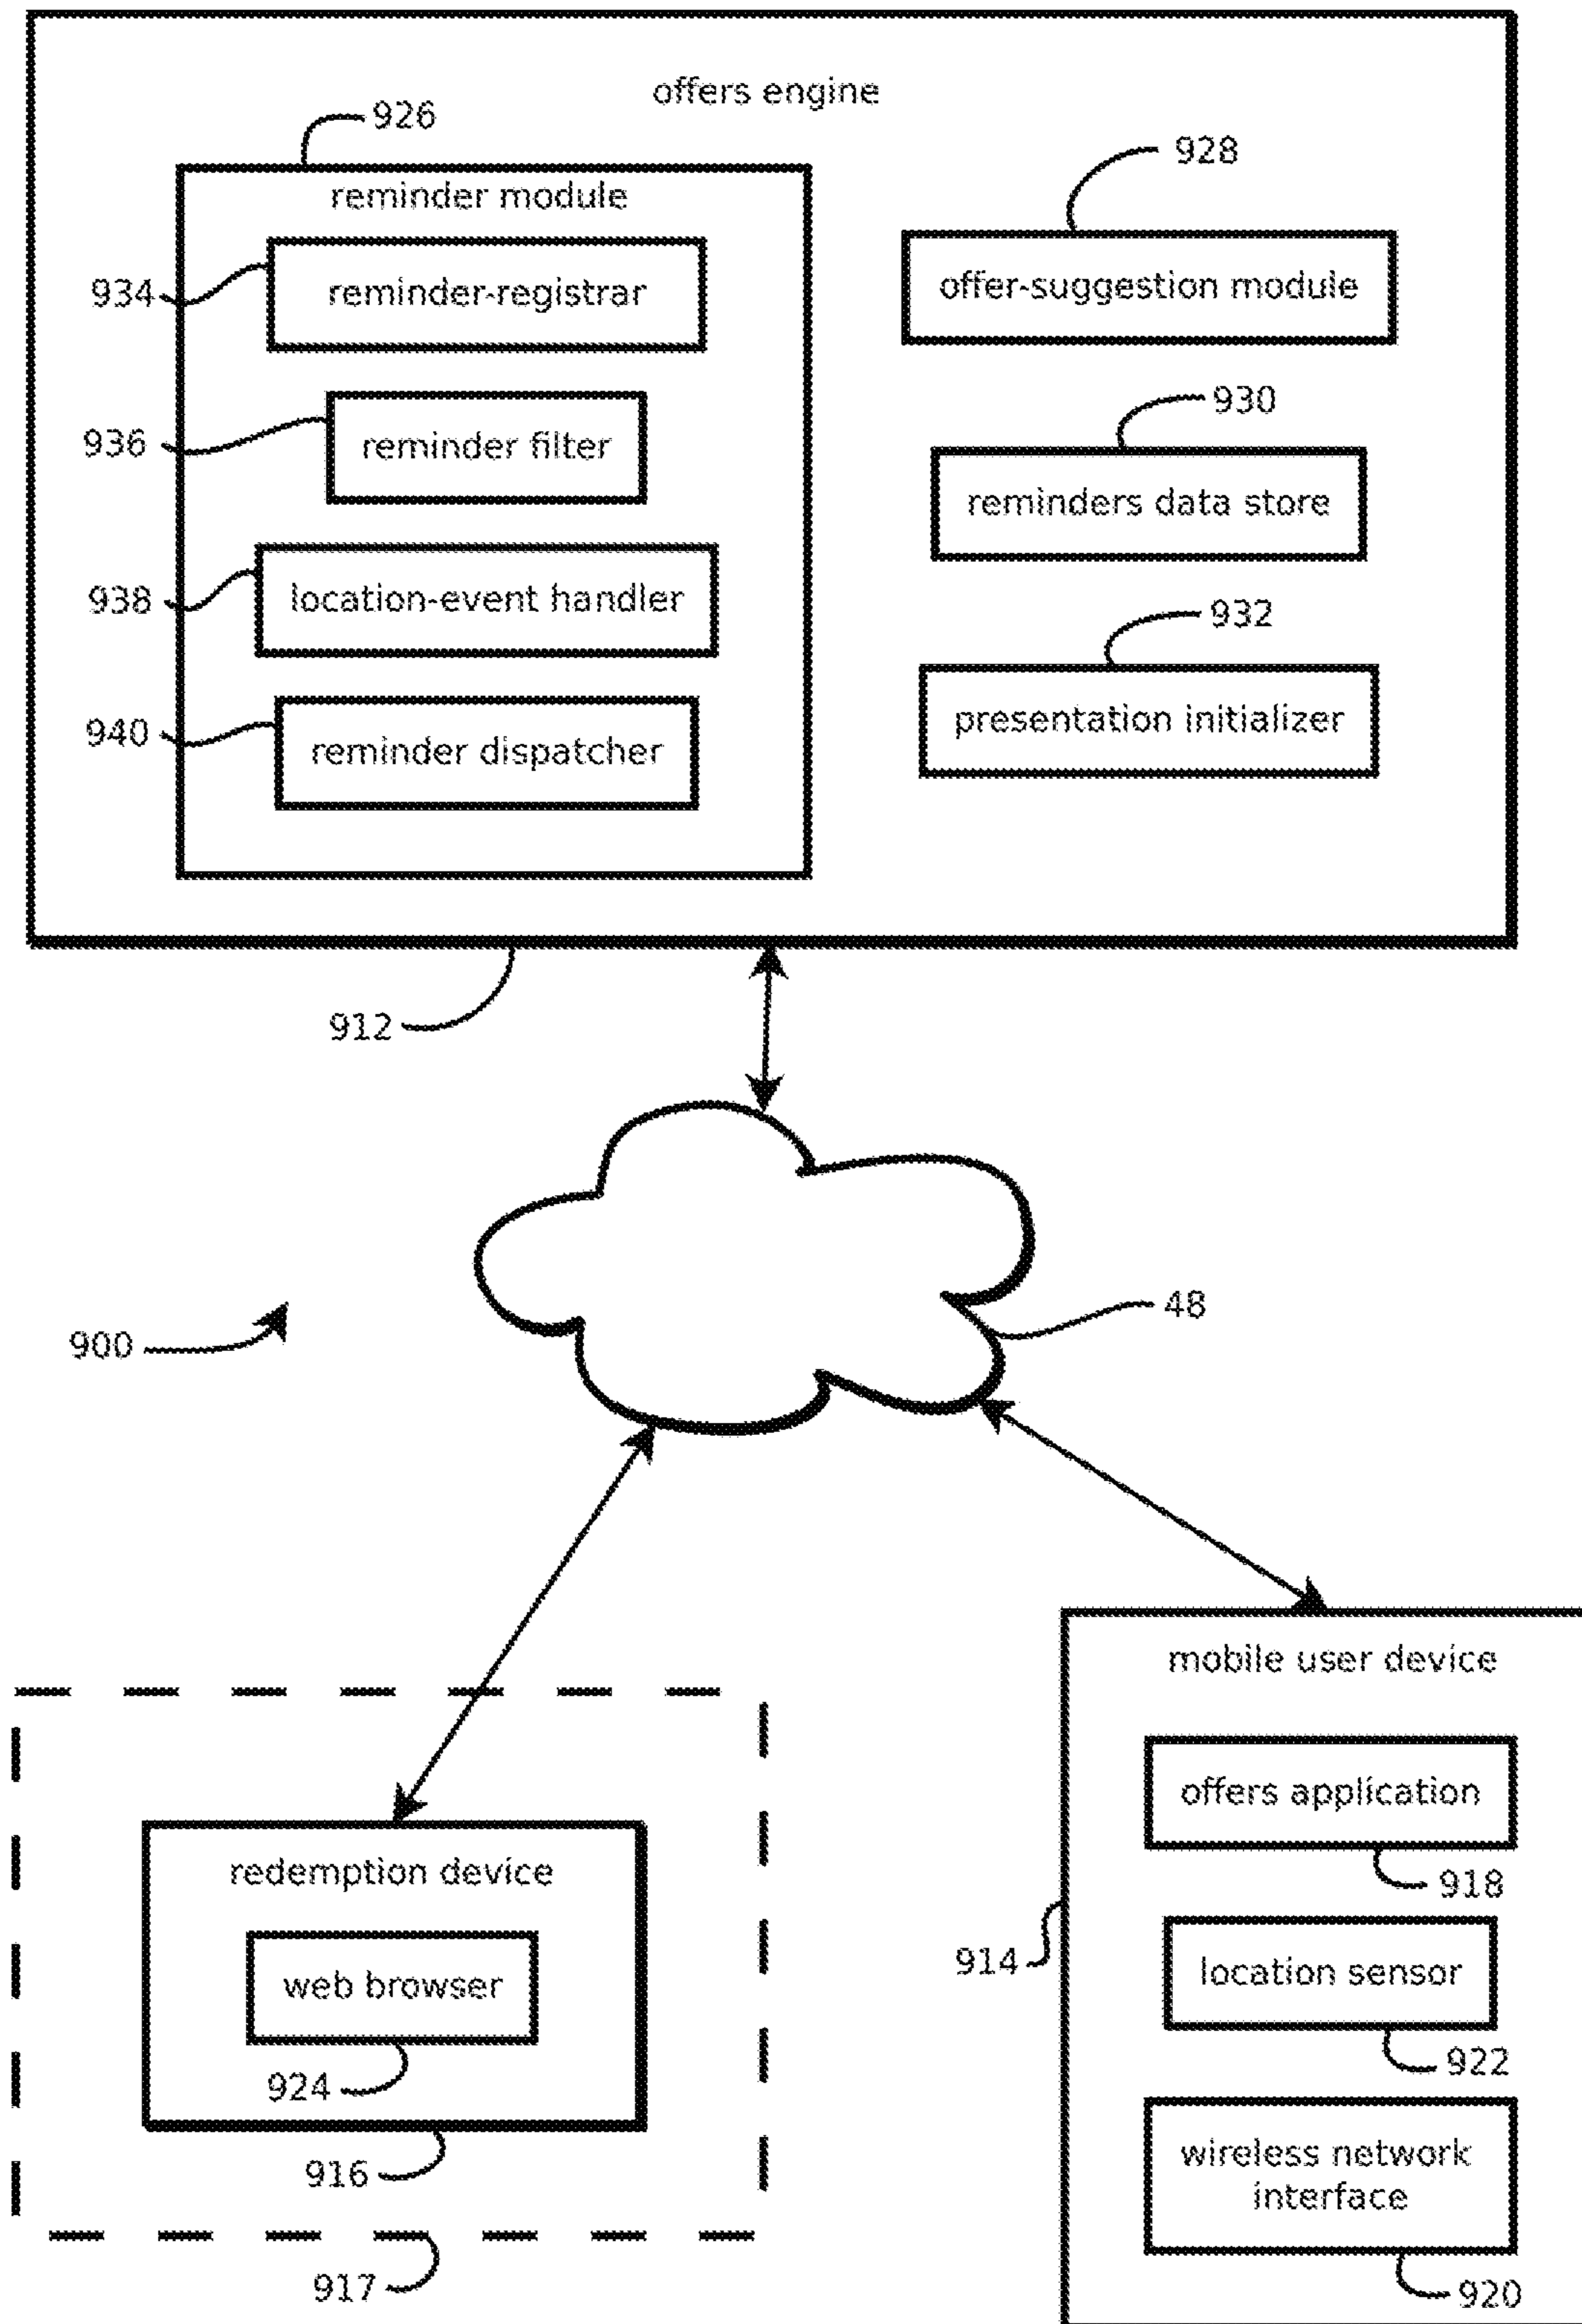 offers engine
926
reminder module
934
reminder-registrar
936
reminder filter
938
location-event handler
940
reminder dispatcher
928
offer-suggestion module
930
reminders data store
932
presentation initializer
912
48
900
redemption device
web browser
924
916
917
mobile user device
offers application
918
914
location sensor
922
wireless network
interface
920